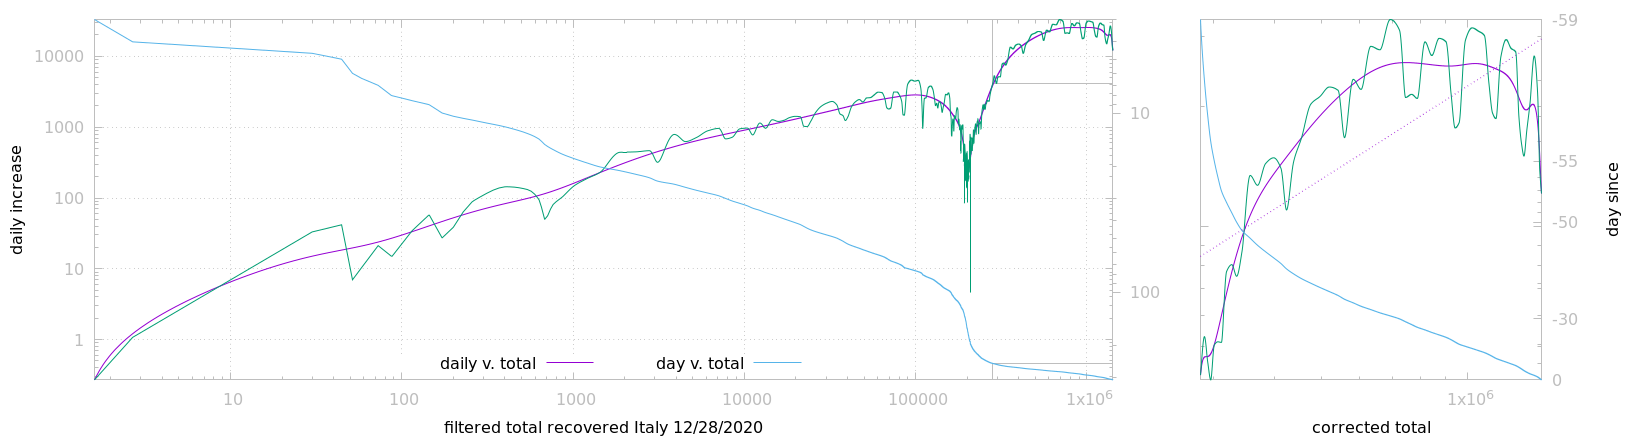 10000
1000
100
10
1
daily increase
daily v. total
day v. total
10
100
1000
10000
100000
1x10⁶
filtered total recovered Italy 12/28/2020
10
100
-59
-55
-50
-30
0
day since
1x10⁶
corrected total